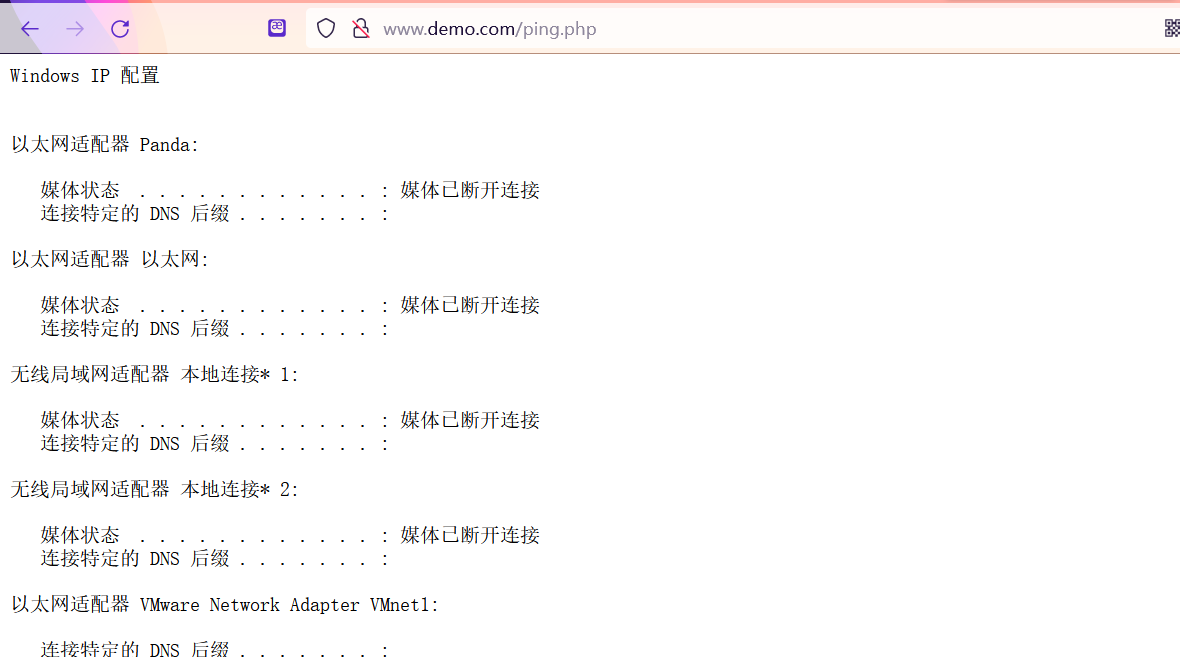 www.demo.com/ping.php
Windows IP 配置
以太网适配器 Panda:
媒体状态 . . . . . . . . . . . . : 媒体已断开连接
连接特定的 DNS 后缀 . . . . . . . :
以太网适配器 以太网:
媒体状态 . . . . . . . . . . . . : 媒体已断开连接
连接特定的 DNS 后缀 . . . . . . . :
无线局域网适配器 本地连接* 1:
媒体状态 . . . . . . . . . . . . : 媒体已断开连接
连接特定的 DNS 后缀 . . . . . . . :
无线局域网适配器 本地连接* 2:
媒体状态 . . . . . . . . . . . . : 媒体已断开连接
连接特定的 DNS 后缀 . . . . . . . :
以太网适配器 VMware Network Adapter VMnet1:
连接特定的 DNS 后缀 . . . . . . . :